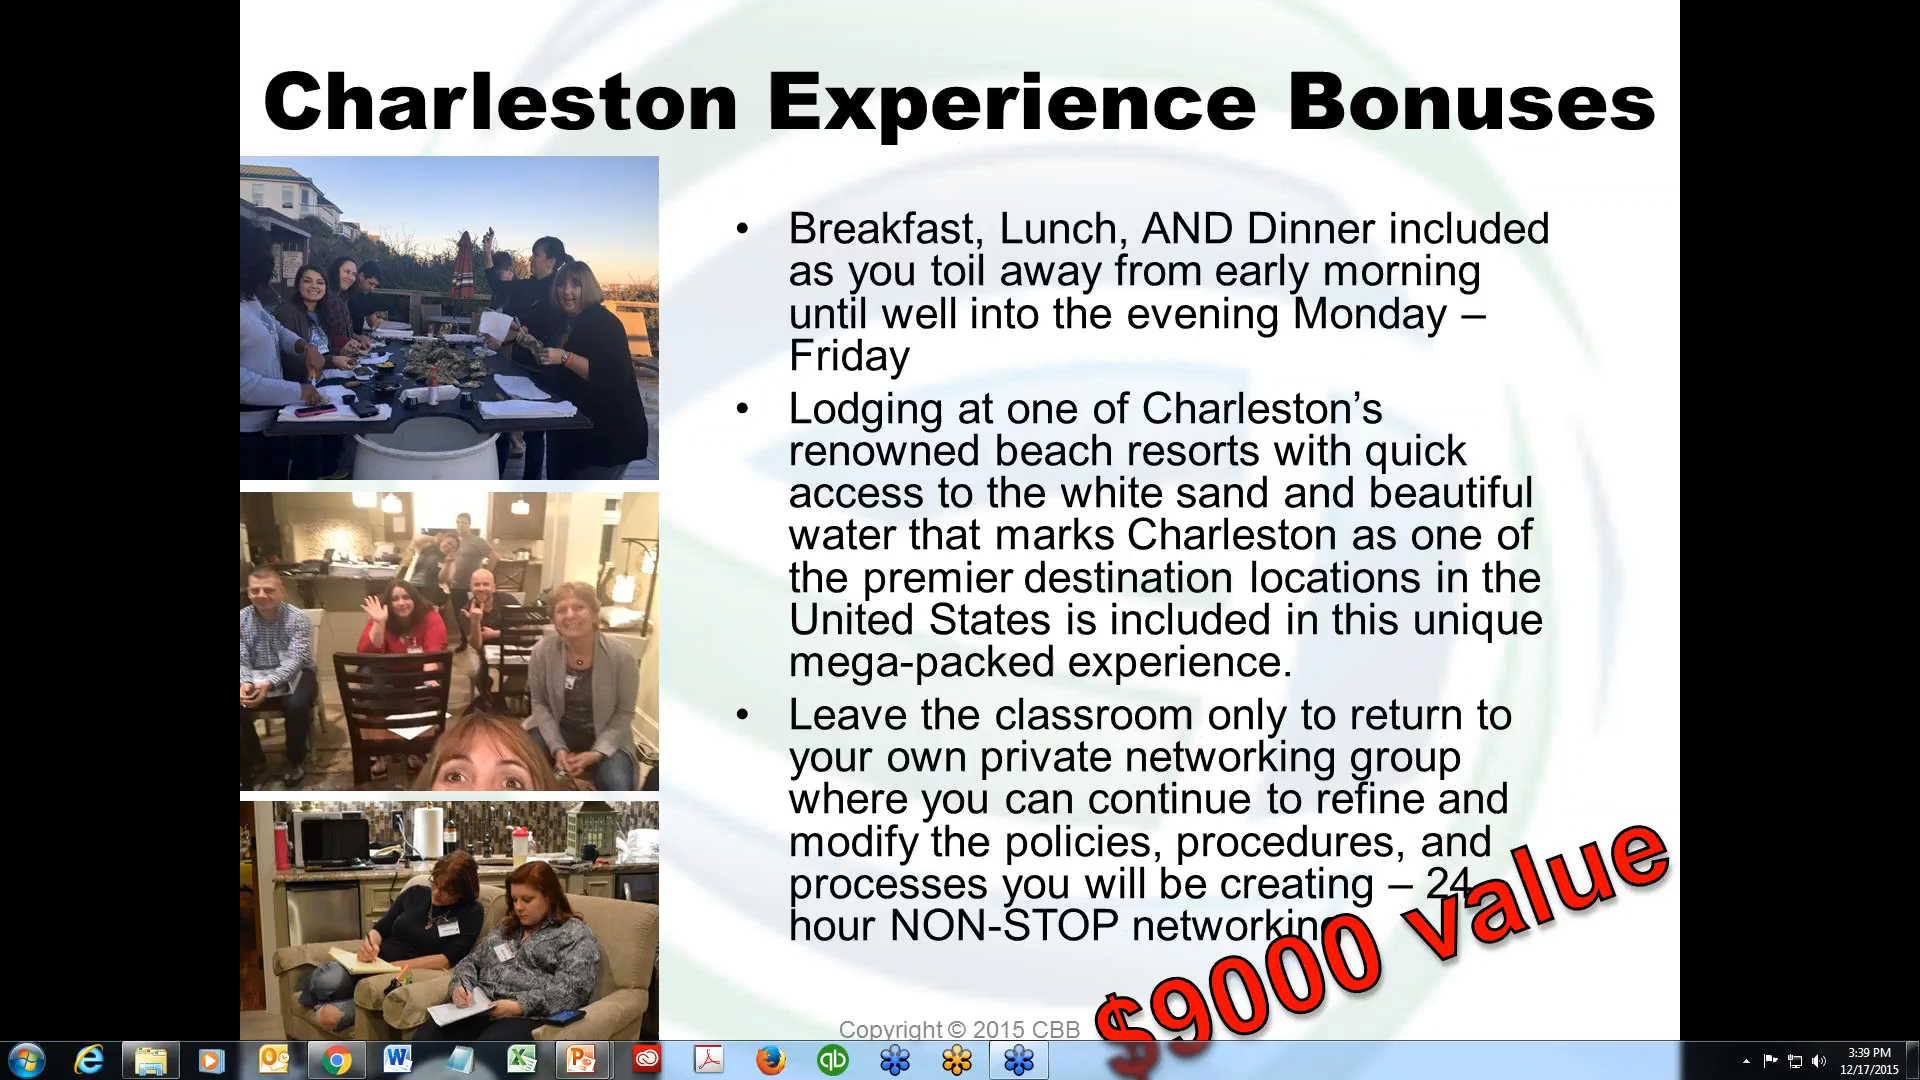 Charleston Experience Bonuses
• Breakfast, Lunch, AND Dinner included
as you toil away from early morning
until well into the evening Monday –
Friday
• Lodging at one of Charleston’s
renowned beach resorts with quick
access to the white sand and beautiful
water that marks Charleston as one of
the premier destination locations in the
United States is included in this unique
mega-packed experience.
• Leave the classroom only to return to
your own private networking group
where you can continue to refine and
modify the policies, procedures, and
processes you will be creating – 24
hour NON-STOP networking
$9000 value
Copyright © 2015 CBB
3:39 PM
12/17/2015